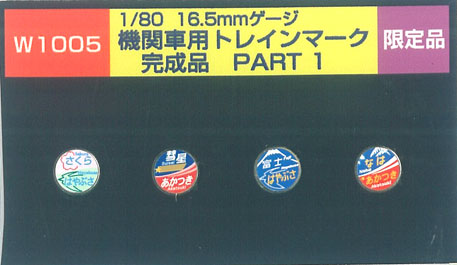 W1005
1/80 16.5mmゲージ
機関車用トレインマーク
完成品 PART 1
限定品
さくら
はやぶさ
彗星
あかつき
富士
はやぶさ
なは
あかつき